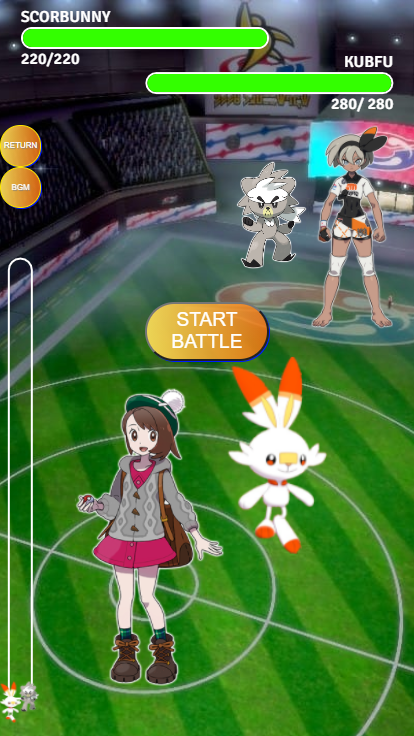 SCORBUNNY
220/220
KUBFU
280/ 280
RETURN
BGM
START
BATTLE